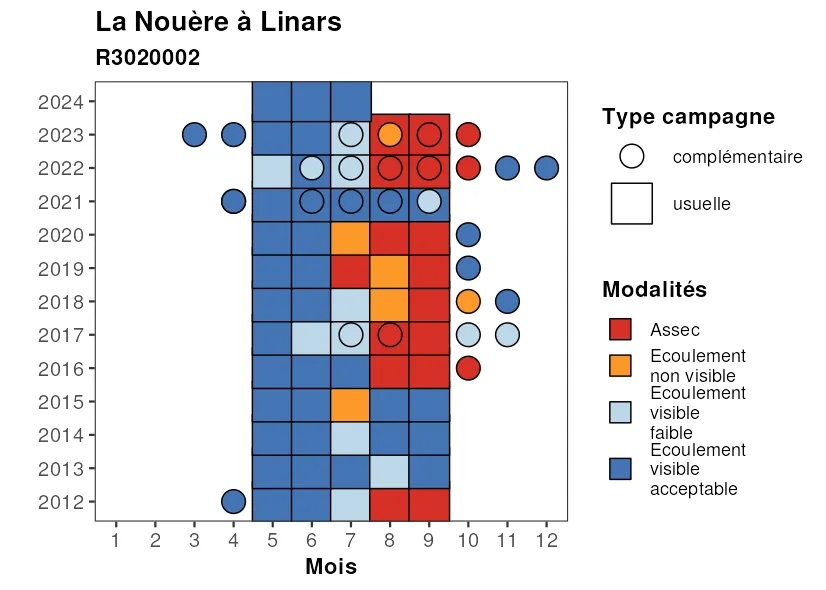 La Nouère à Linars
R3020002
2024
2023
2022
2021
2020
2019
2018
2017
2016
2015
2014
2013
2012
1 2 3 4 5 6 7 8 9 10 11 12
Mois
Type campagne
complémentaire
usuelle
Modalités
Assec
Ecoulement
non visible
Ecoulement
visible
faible
Ecoulement
visible
acceptable